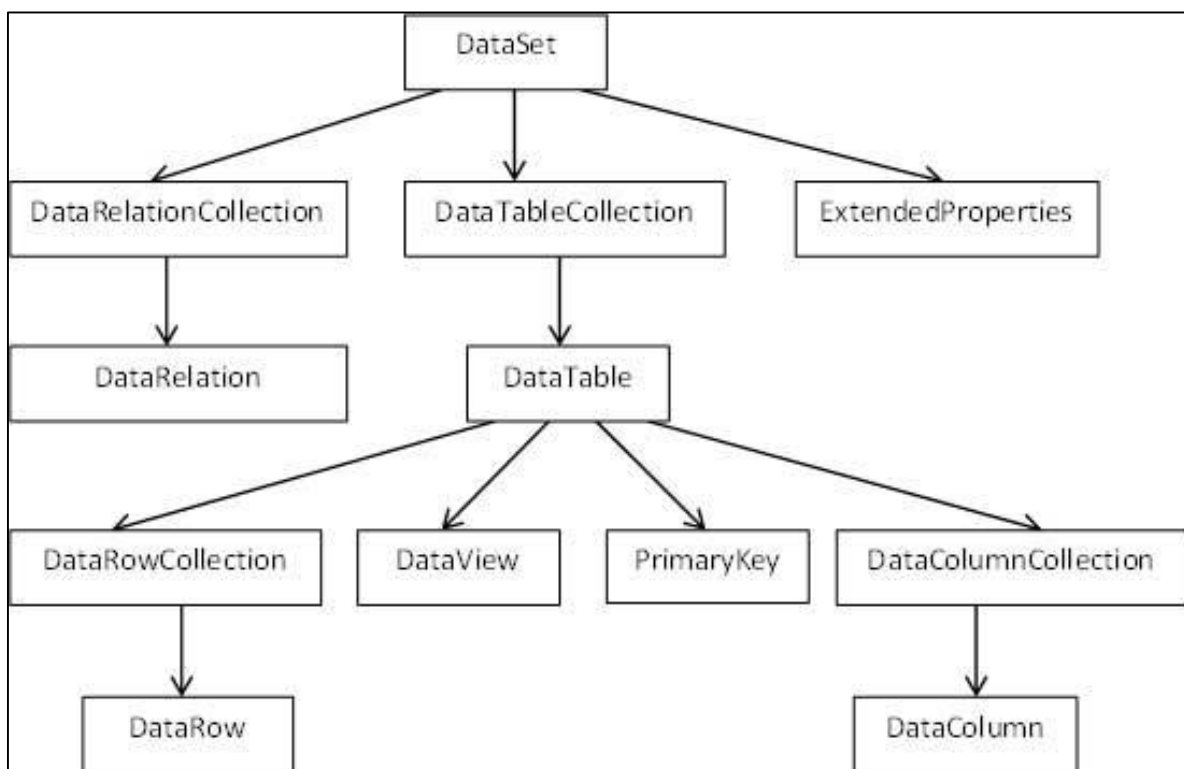 DataSet
DataRelationCollection
DataTableCollection
ExtendedProperties
DataRelation
DataTable
DataRowCollection
DataView
PrimaryKey
DataColumnCollection
DataRow
DataColumn